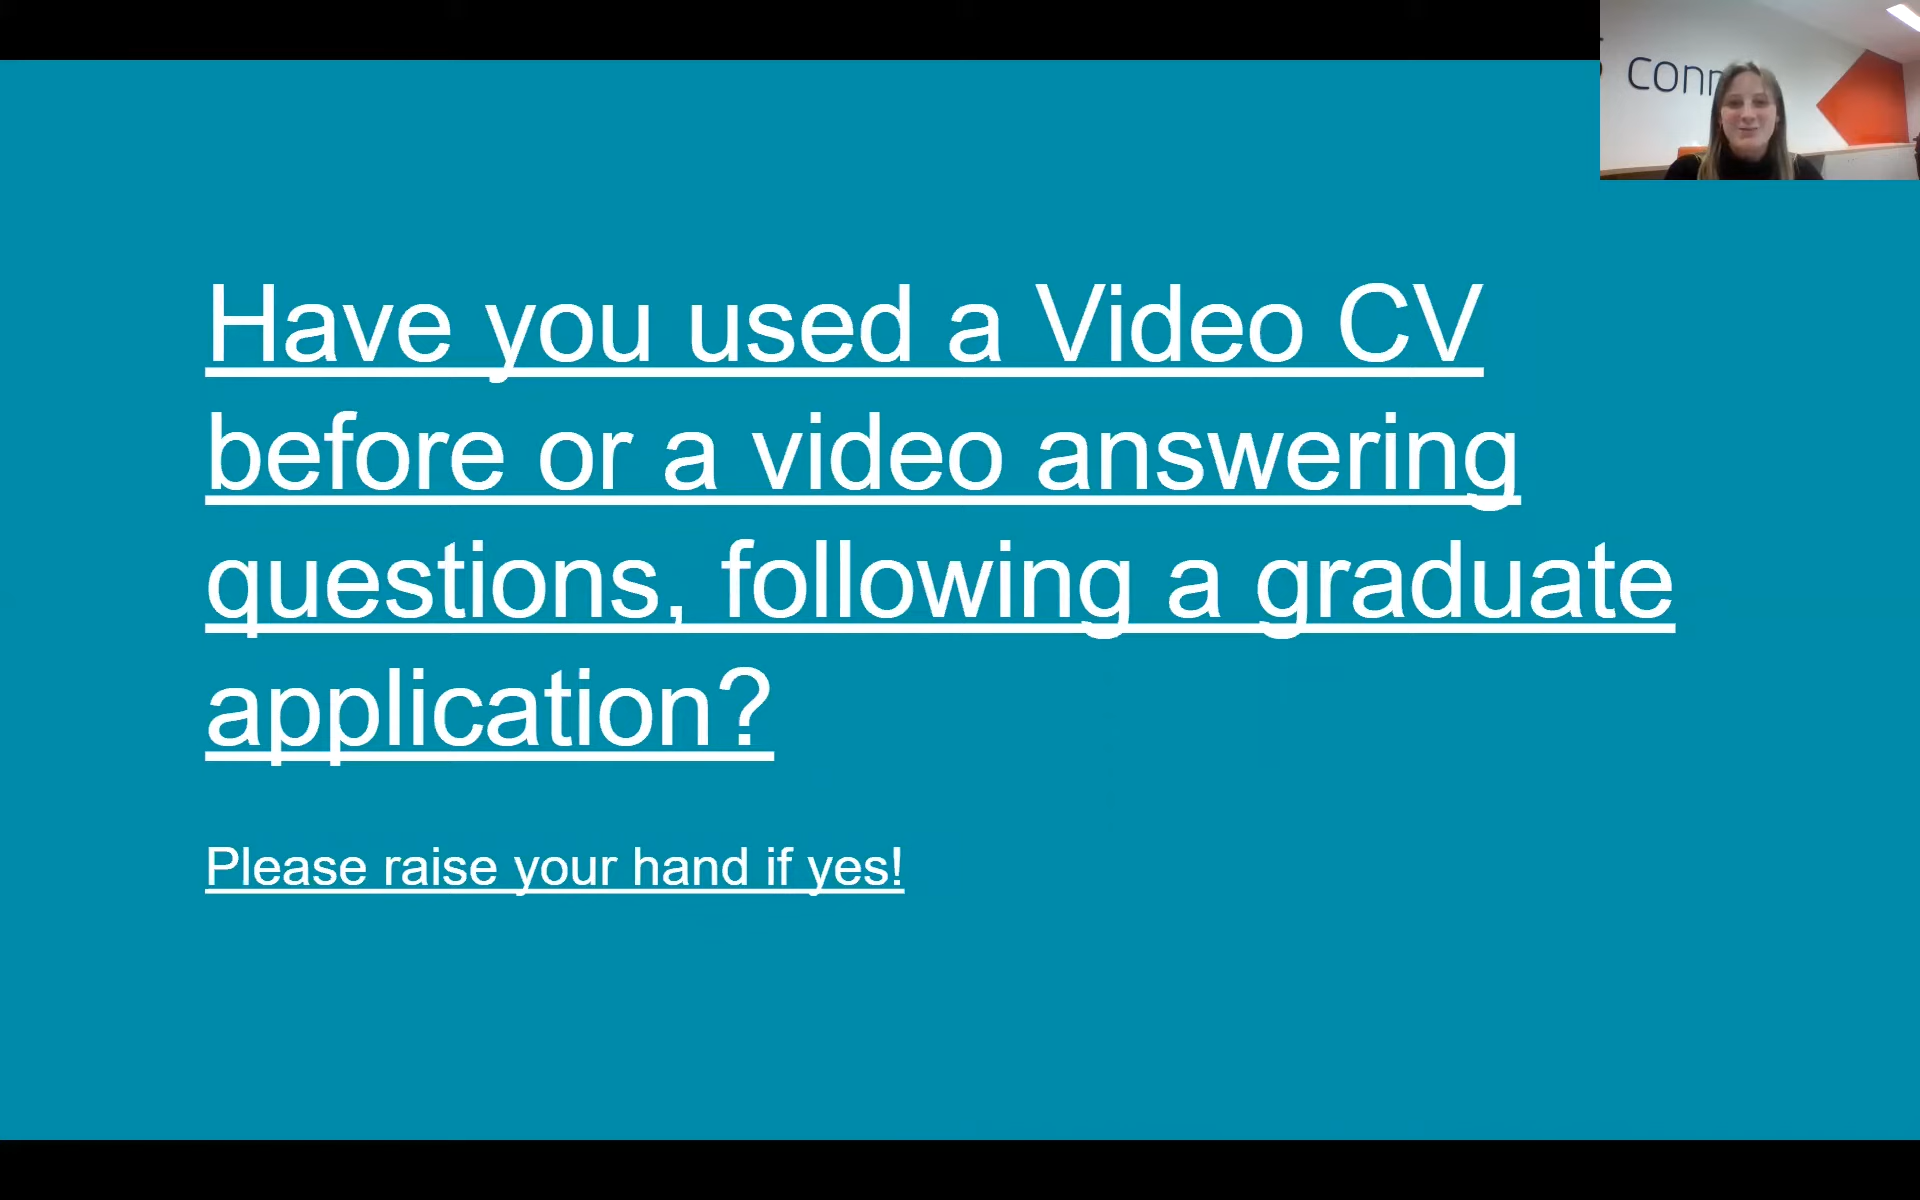 conn
Have you used a Video CV
before or a video answering
questions, following a graduate
application?
Please raise your hand if yes!